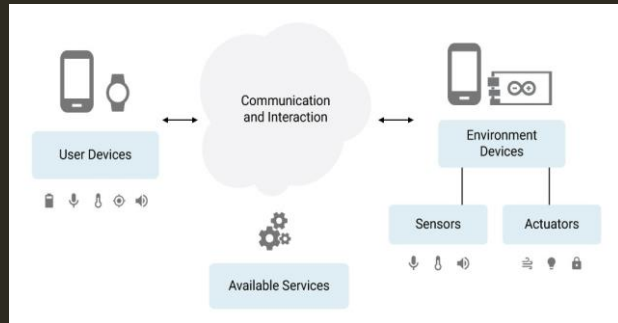 Communication
and Interaction
User Devices
Environment
Devices
Sensors
Actuators
Available Services